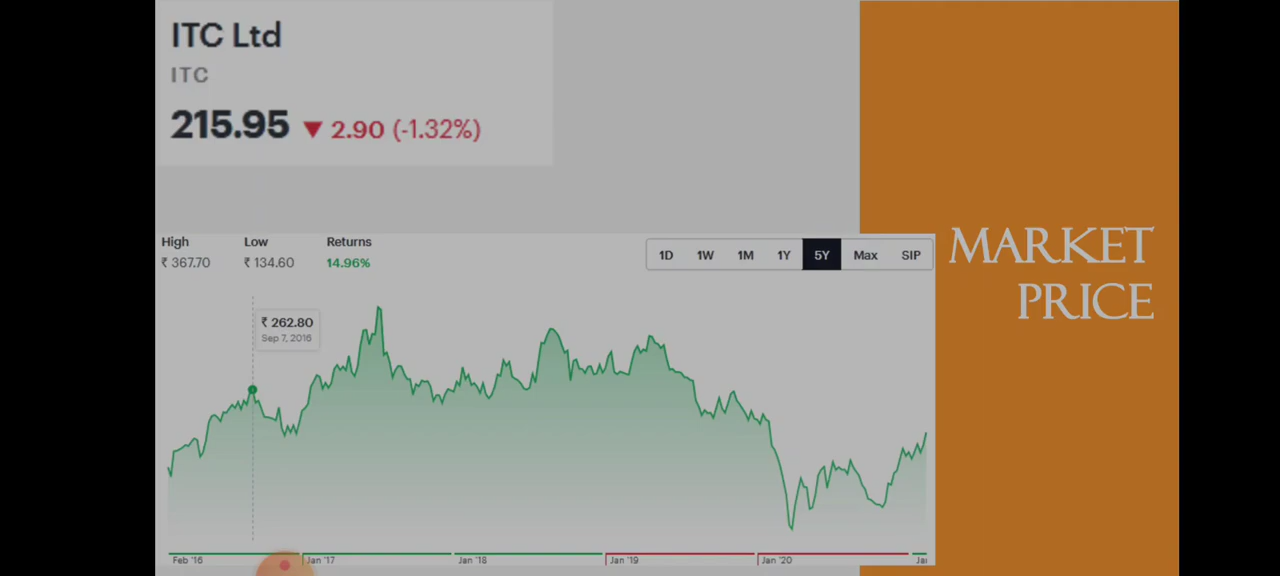 ITC Ltd
ITC
215.95 ▼ 2.90 (-1.32%)
High Low Returns
₹ 367.70 ₹ 134.60 14.96%
1D 1W 1M 1Y 5Y Max SIP
MARKET
PRICE
₹ 262.80
Sep 7, 2016
Feb '16 Jan '17 Jan '18 Jan '19 Jan '20